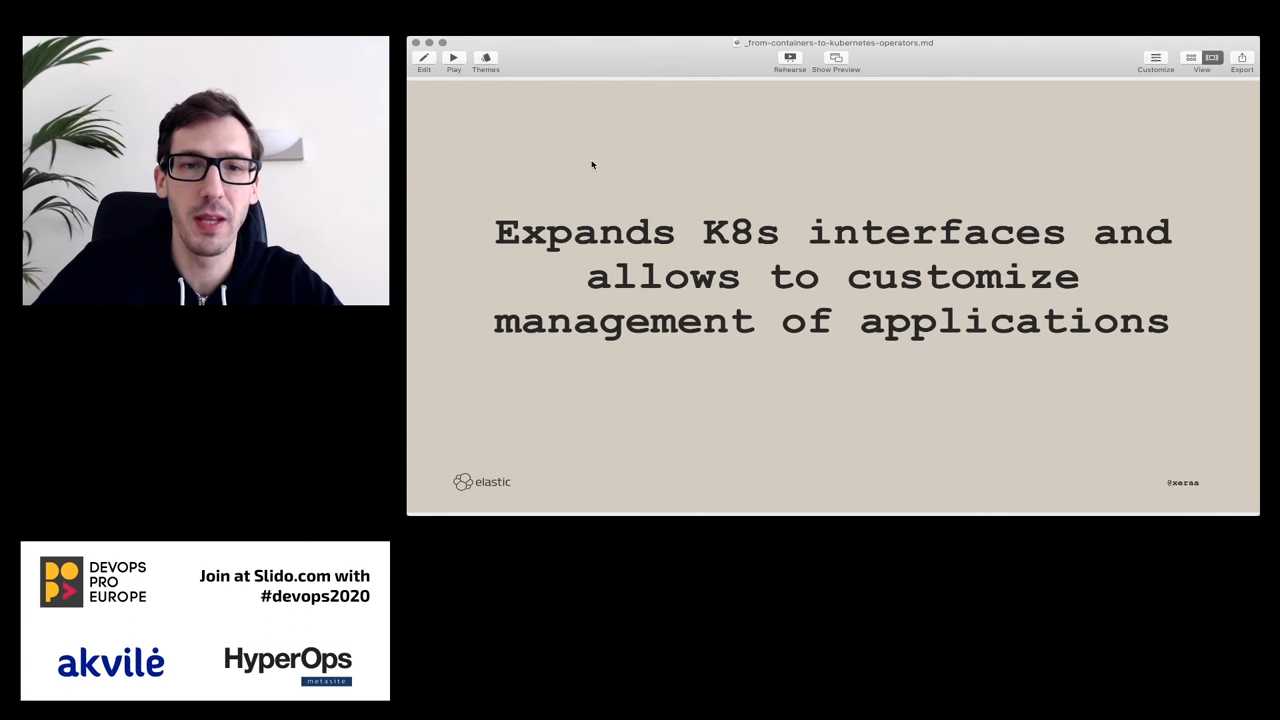 _from-containers-to-kubernetes-operators.md
Edit
Play
Themes
Rehearse
Show Preview
Customize
View
Export
Expands K8s interfaces and
allows to customize
management of applications
elastic
@xeraa
DEVOPS
PRO
EUROPE
Join at Slido.com with
#devops2020
akvilė
HyperOps
metasite